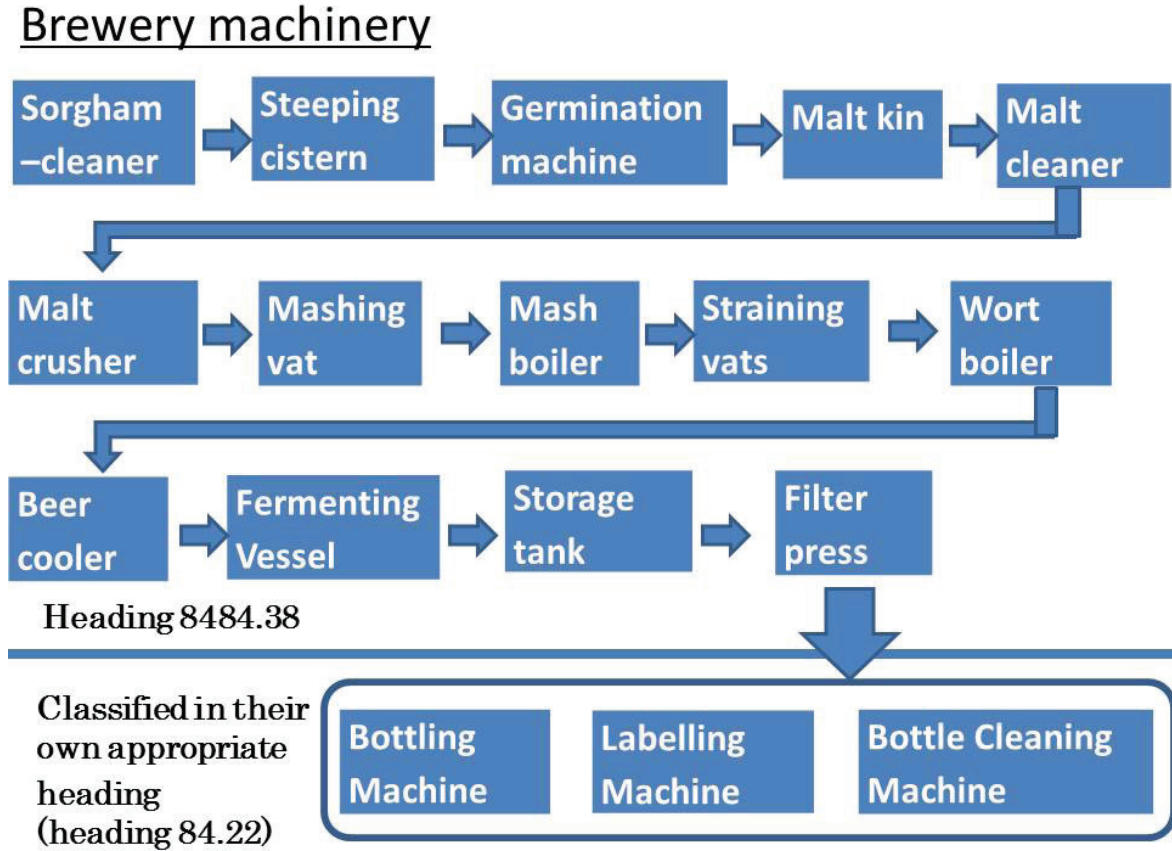 Brewery machinery
Sorgham
–cleaner
Steeping
cistern
Germination
machine
Malt kin
Malt
cleaner
Malt
crusher
Mashing
vat
Mash
boiler
Straining
vats
Wort
boiler
Beer
cooler
Fermenting
Vessel
Storage
tank
Filter
press
Heading 8484.38
Classified in their
own appropriate
heading
(heading 84.22)
Bottling
Machine
Labelling
Machine
Bottle Cleaning
Machine